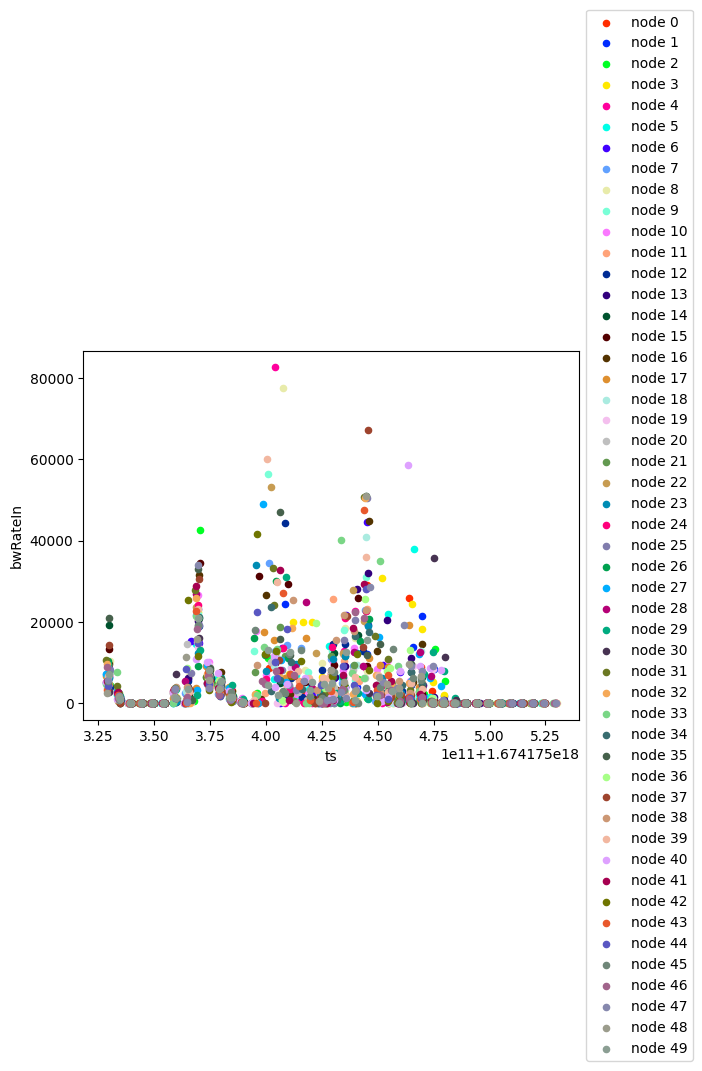 80000
60000
40000
20000
0
bwRateIn
3.25 3.50 3.75 4.00 4.25 4.50 4.75 5.00 5.25
1e11+1.674175e18
ts
node 0
node 1
node 2
node 3
node 4
node 5
node 6
node 7
node 8
node 9
node 10
node 11
node 12
node 13
node 14
node 15
node 16
node 17
node 18
node 19
node 20
node 21
node 22
node 23
node 24
node 25
node 26
node 27
node 28
node 29
node 30
node 31
node 32
node 33
node 34
node 35
node 36
node 37
node 38
node 39
node 40
node 41
node 42
node 43
node 44
node 45
node 46
node 47
node 48
node 49